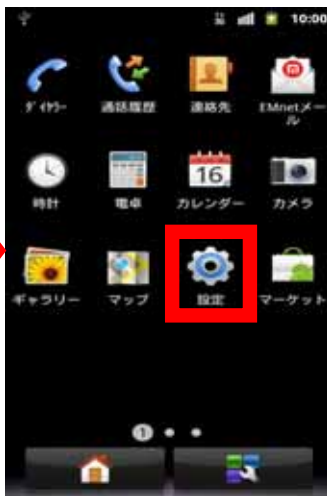 10:00
ﾀﾞｲﾔﾗｰ 通話履歴 連絡先 EMnetメー
ル
16
時計 電卓 カレンダー カメラ
ギャラリー マップ 設定 マーケット
1